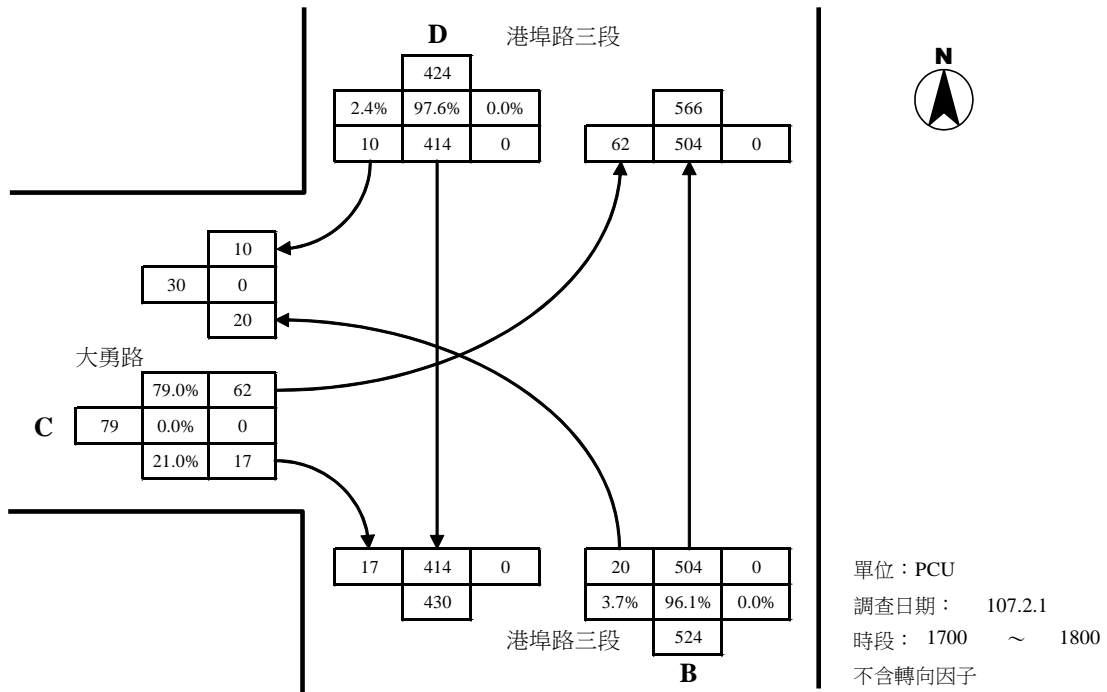 D 港埠路三段
N
424
2.4% 97.6% 0.0%
10 414 0
566
62 504 0
10
30 0
20
大勇路
79.0% 62
C 79 0.0% 0
21.0% 17
17 414 0
430
20 504 0
3.7% 96.1% 0.0%
524
港埠路三段
B
單位：PCU
調查日期： 107.2.1
時段： 1700 ～ 1800
不含轉向因子